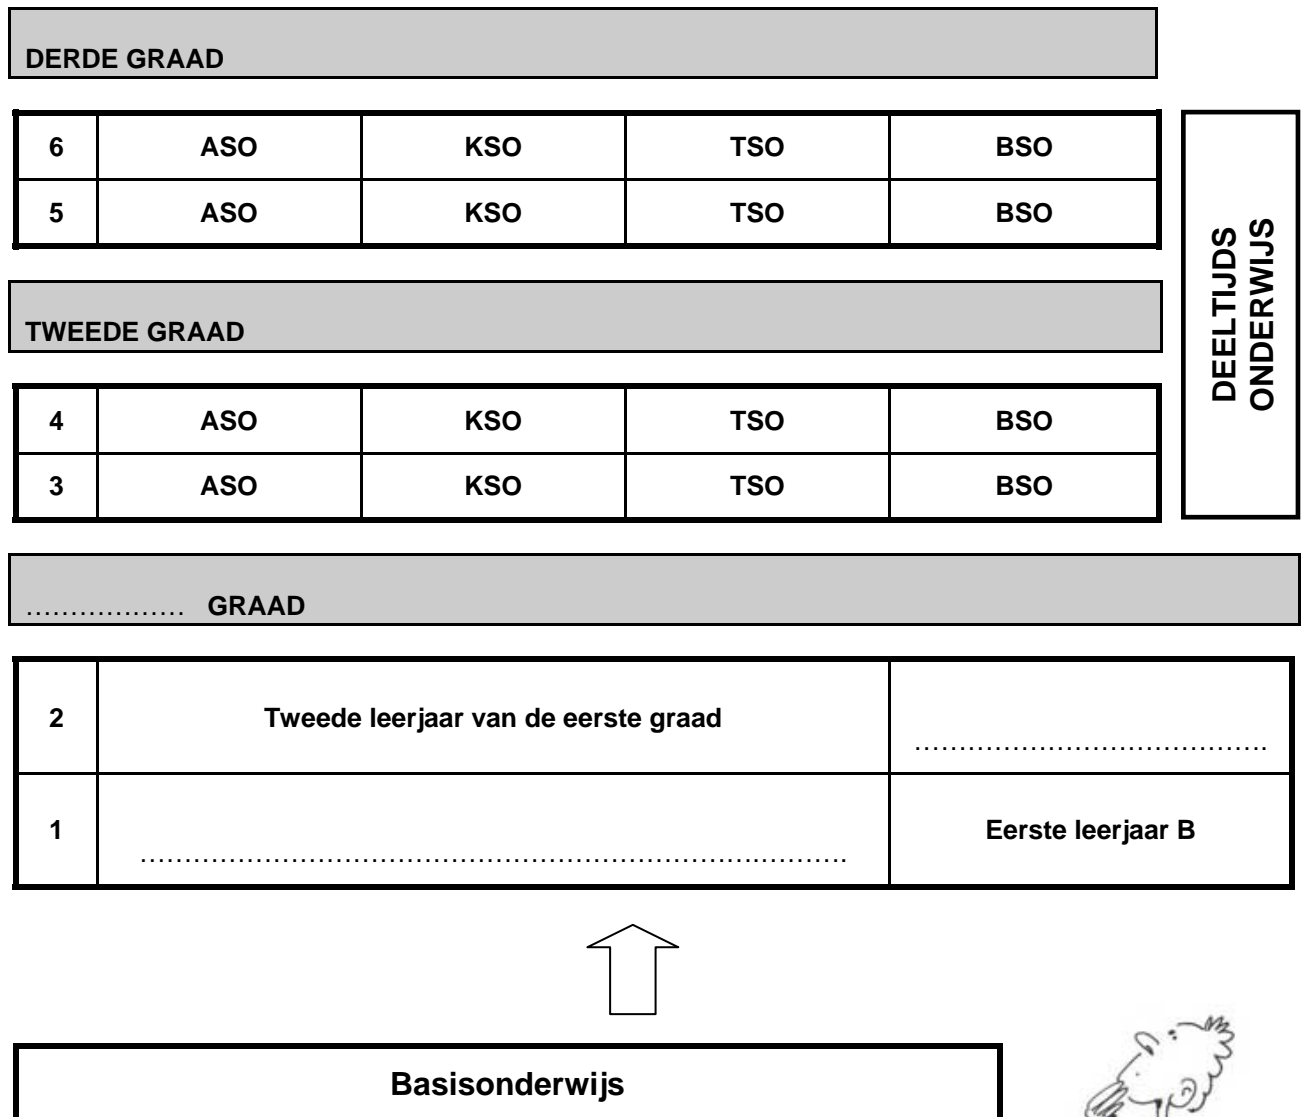 DERDE GRAAD
6 ASO KSO TSO BSO
5 ASO KSO TSO BSO
DEELTIJDS
ONDERWIJS
TWEEDE GRAAD
4 ASO KSO TSO BSO
3 ASO KSO TSO BSO
……………… GRAAD
2 Tweede leerjaar van de eerste graad ………………………………….
1 …………………………………………………………….………. Eerste leerjaar B
Basisonderwijs